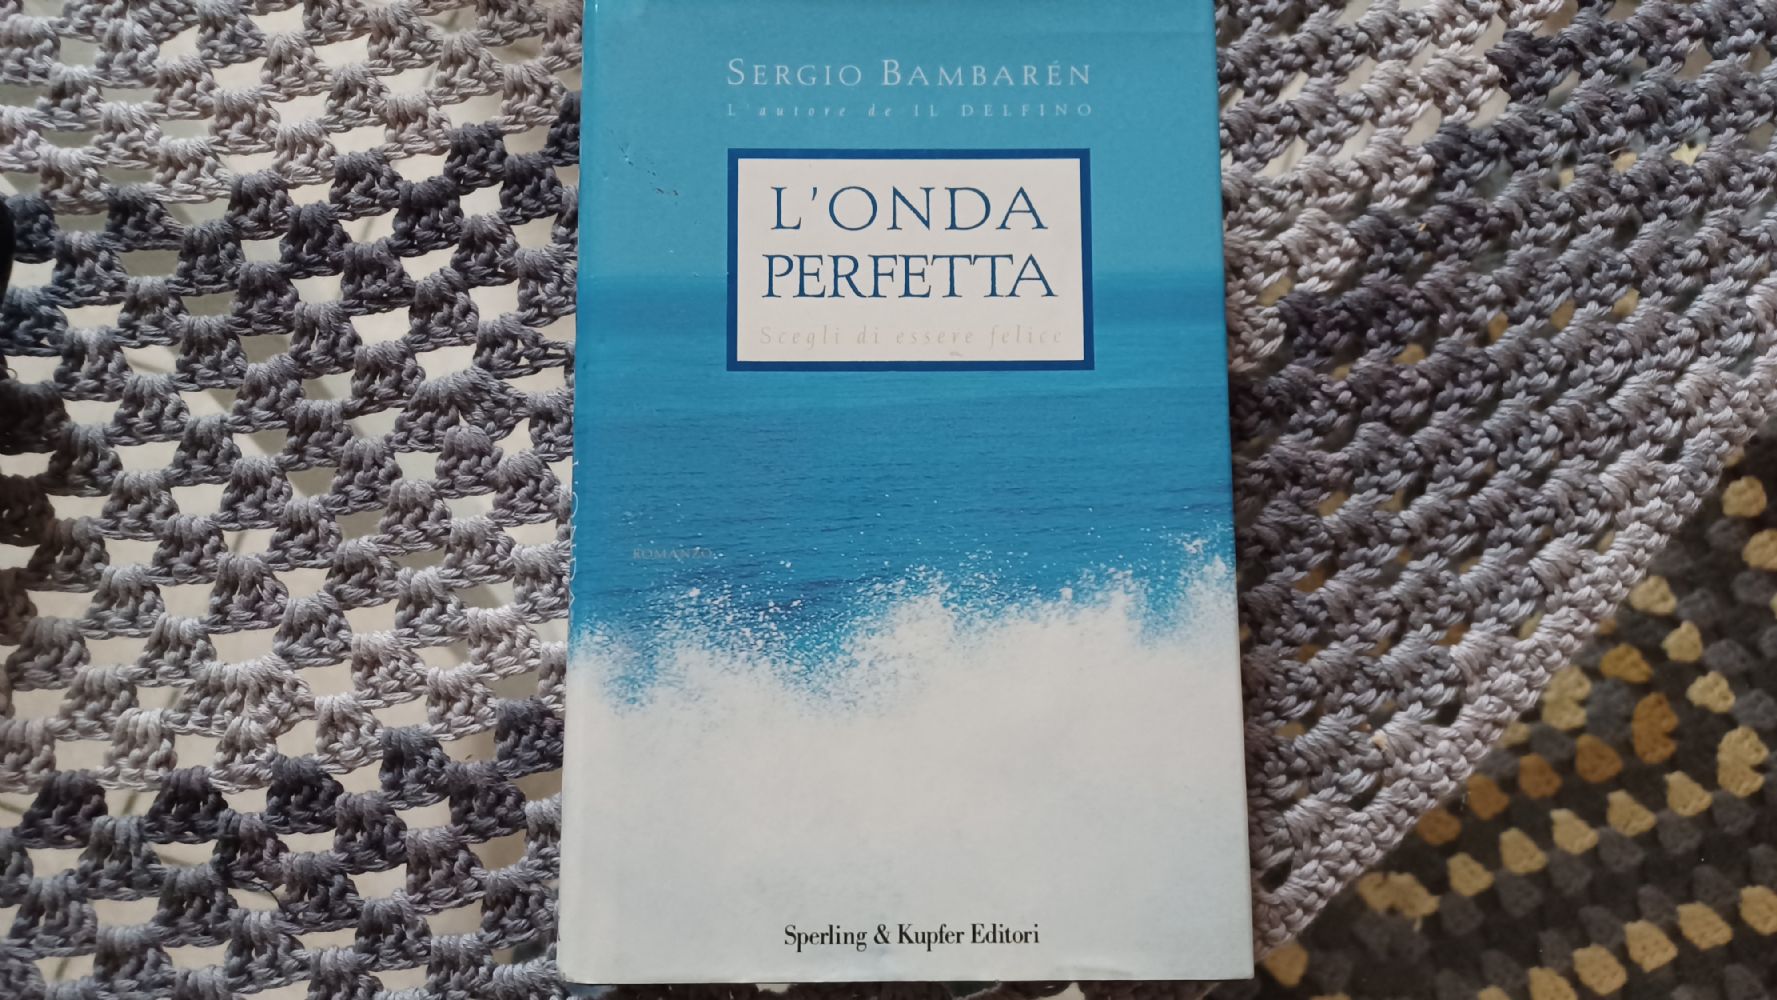 SERGIO BAMBARÉN
L'autore de IL DELFINO
L'ONDA
PERFETTA
Scegli di essere felice
ROMANZO
Sperling & Kupfer Editori